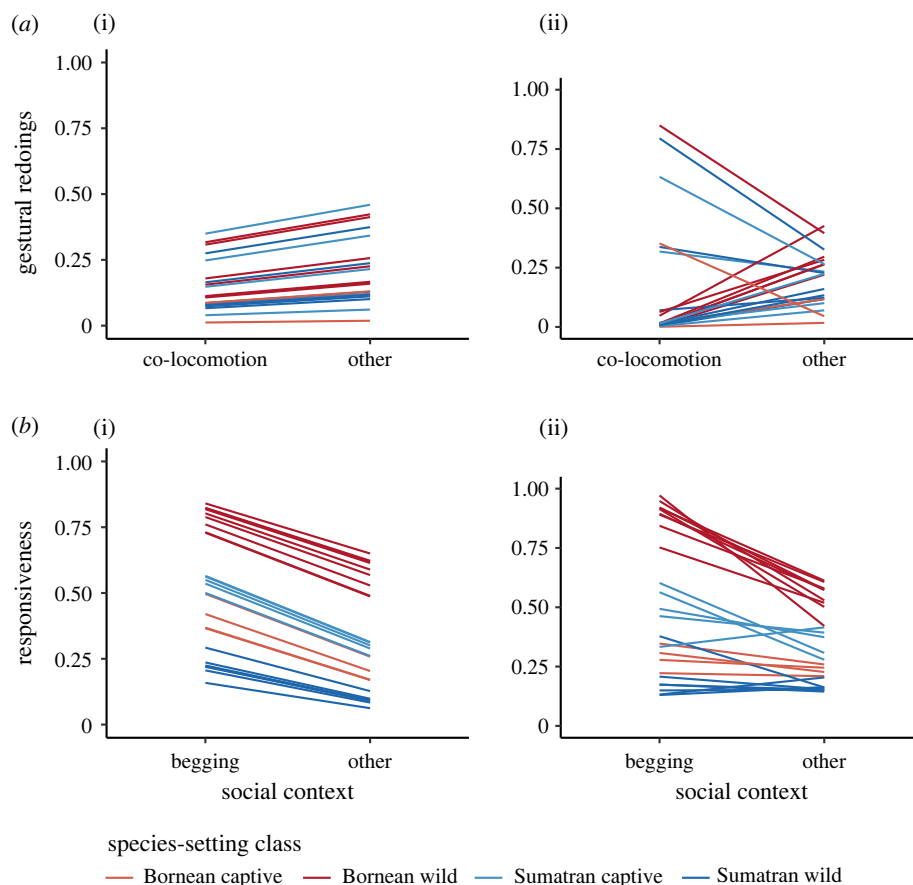 (a) (i) (ii)
1.00
0.75
0.50
0.25
0
gestural redoings
co-locomotion other
1.00
0.75
0.50
0.25
0
co-locomotion other
(b) (i) (ii)
1.00
0.75
0.50
0.25
0
responsiveness
begging other
social context
1.00
0.75
0.50
0.25
0
begging other
social context
species-setting class
Bornean captive Bornean wild Sumatran captive Sumatran wild